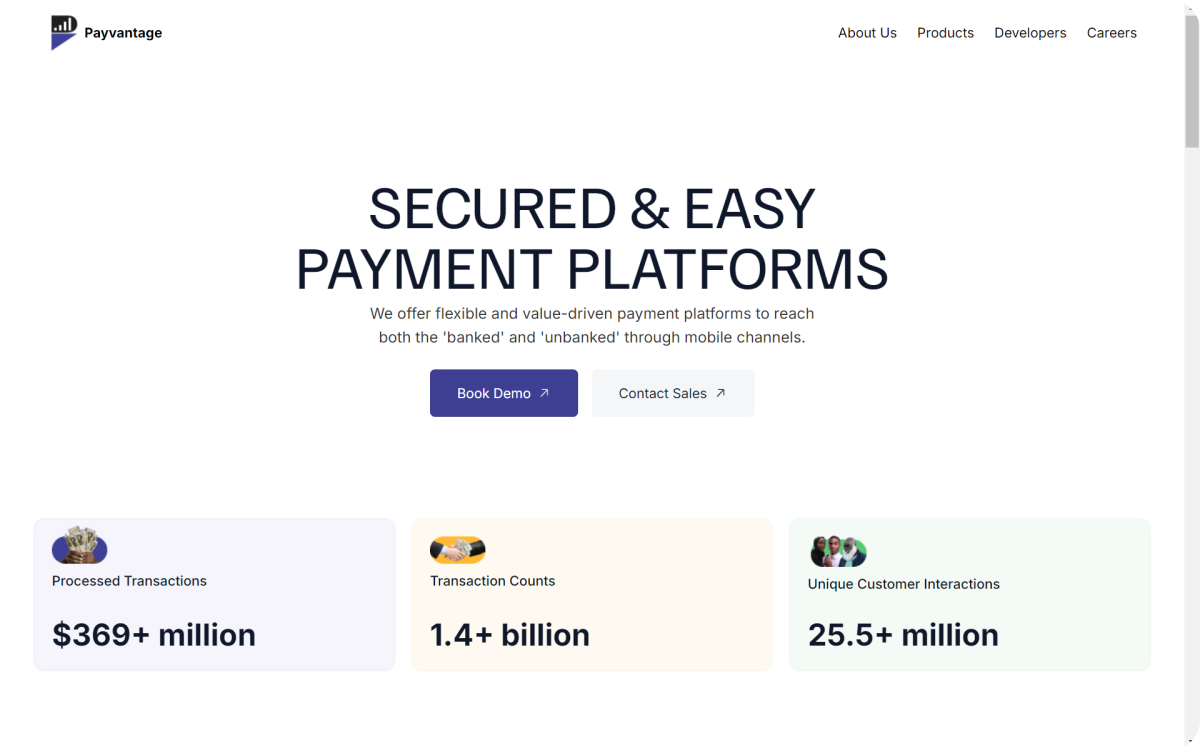 Payvantage
About Us
Products
Developers
Careers
SECURED & EASY
PAYMENT PLATFORMS
We offer flexible and value-driven payment platforms to reach
both the 'banked' and 'unbanked' through mobile channels.
Book Demo
Contact Sales
Processed Transactions
$369+ million
Transaction Counts
1.4+ billion
Unique Customer Interactions
25.5+ million